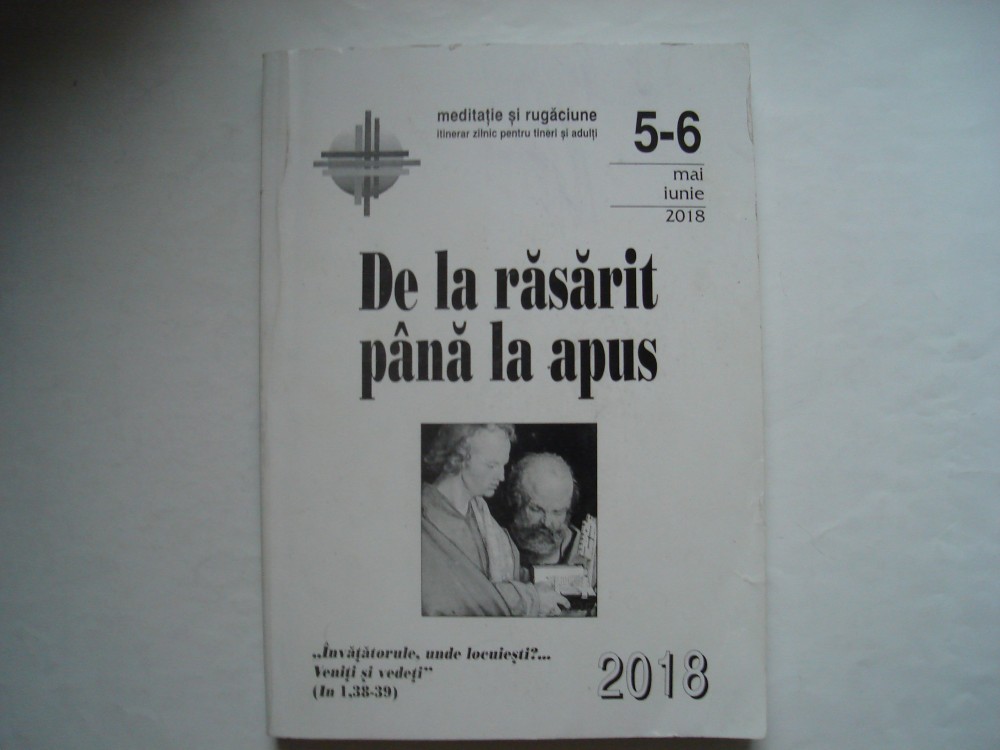 meditație și rugăciune
itinerar zilnic pentru tineri și adulți
5-6
mai
iunie
2018
De la răsărit
până la apus
„Învățătorule, unde locuiești?...
Veniți și vedeți”
(In 1,38-39)
2018